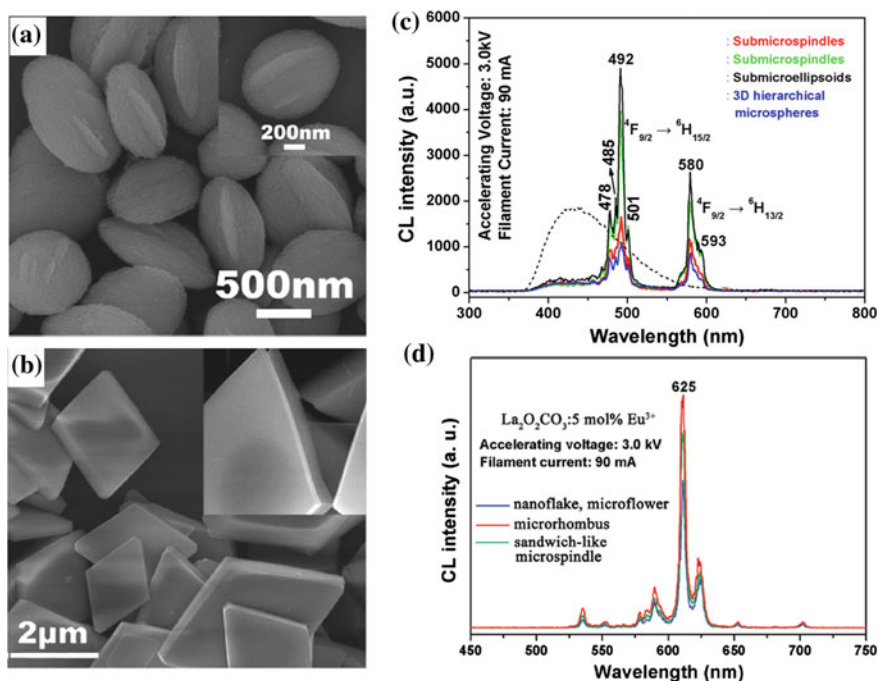 (a)
200nm
500nm
(b)
2μm
(c)
CL intensity (a.u.)
6000
5000
4000
3000
2000
1000
0
300 400 500 600 700 800
Wavelength (nm)
Accelerating Voltage: 3.0kV
Filament Current: 90 mA
492
485
478
501
⁴F₉/₂ → ⁶H₁₅/₂
580
⁴F₉/₂ → ⁶H₁₃/₂
593
: Submicrospindles
: Submicrospindles
: Submicroellipsoids
: 3D hierarchical
microspheres
(d)
CL intensity (a. u.)
625
La₂O₂CO₃:5 mol% Eu³⁺
Accelerating voltage: 3.0 kV
Filament current: 90 mA
nanoflake, microflower
microrhombus
sandwich-like
microspindle
450 500 550 600 650 700 750
Wavelength (nm)